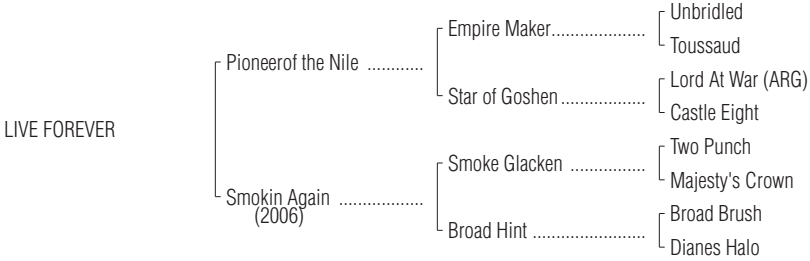 Unbridled
Empire Maker.....................
Toussaud
Pioneerof the Nile ............
Lord At War (ARG)
Star of Goshen...................
Castle Eight
LIVE FOREVER
Two Punch
Smoke Glacken .................
Majesty's Crown
Smokin Again ..................
(2006)
Broad Brush
Broad Hint .........................
Dianes Halo